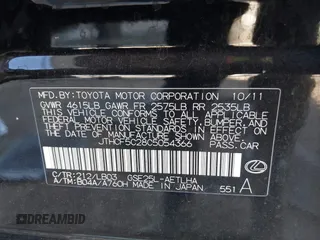 MFD.BY:TOYOTA MOTOR CORPORATION 10/11
GVWR 4615LB GAWR FR 2575LB RR 2535LB
THIS VEHICLE CONFORMS TO ALL APPLICABLE
FEDERAL MOTOR VEHICLE SAFETY,
BUMPER, AND THEFT PREVENTION STANDARDS
IN EFFECT ON THE DATE OF MANUFACTURE
SHOWN ABOVE.
JTHCF5C28C5054366 PASS.CAR
C/TR:212/LB03 GSE25L-AETLHA
A/TM:B04A/A760H MADE IN JAPAN 551 A